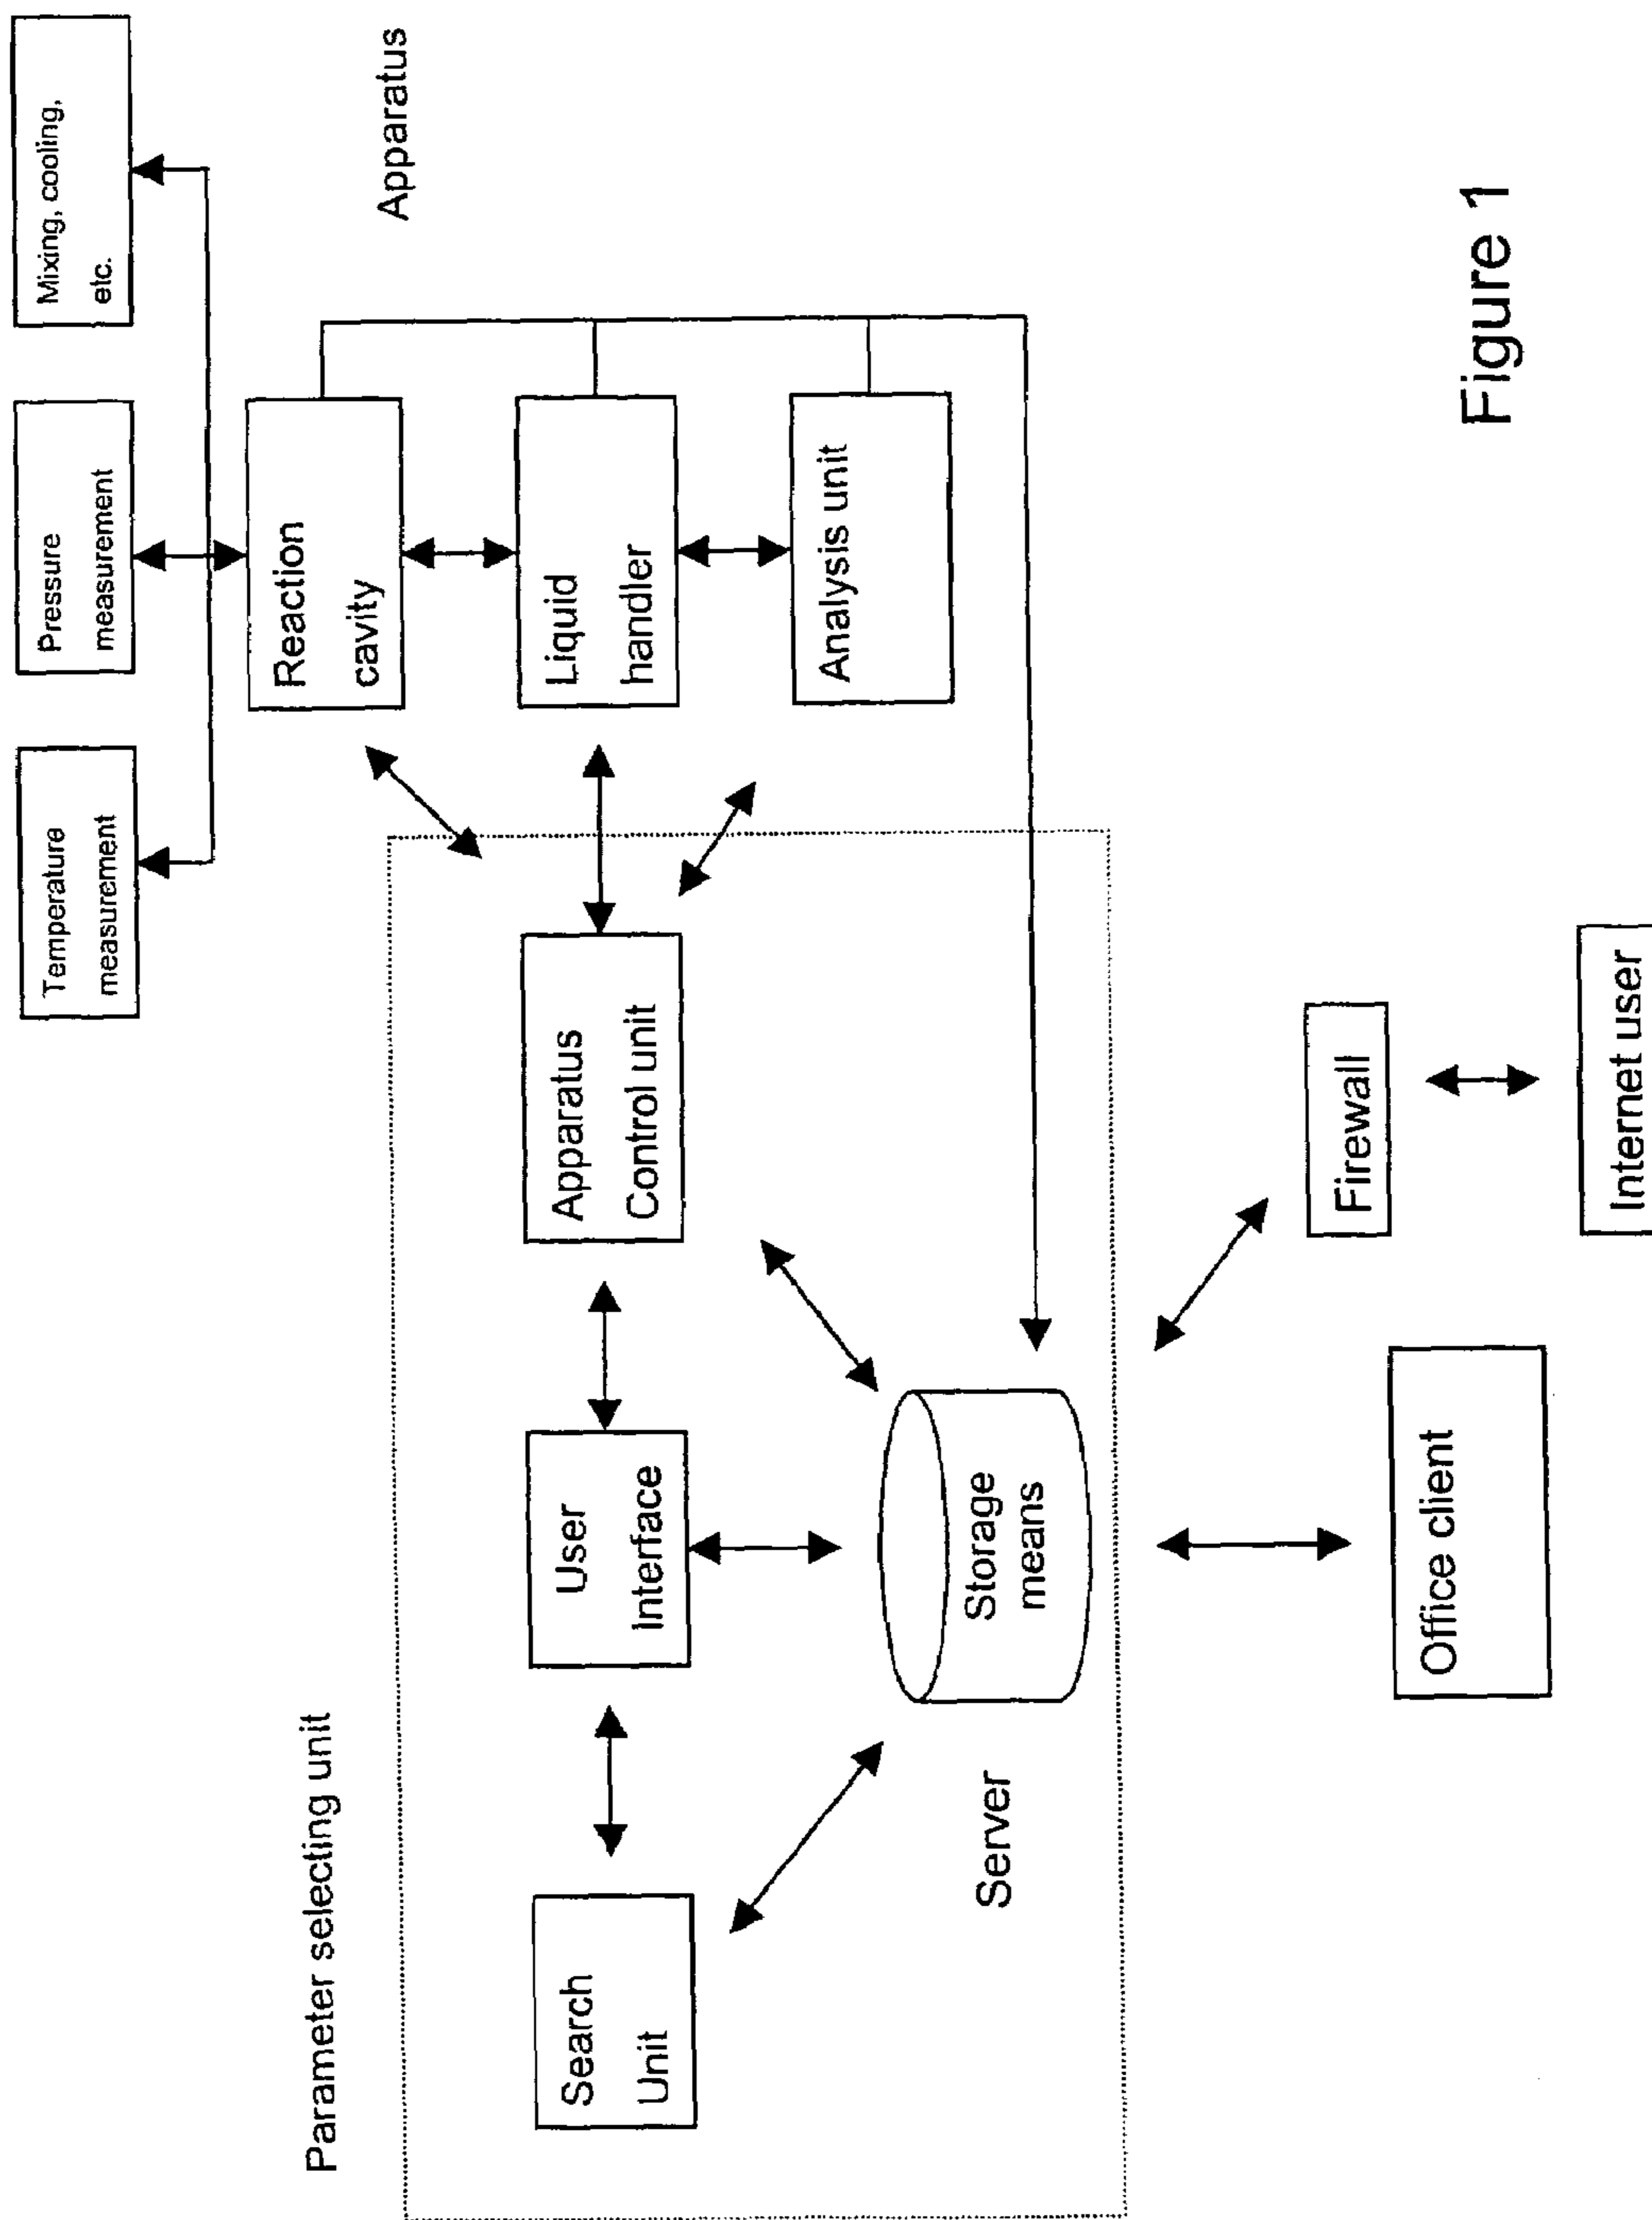 Parameter selecting unit
Search
Unit
User
Interface
Apparatus
Control unit
Storage
means
Server
Office client
Firewall
Internet user
Temperature
measurement
Pressure
measurement
Mixing, cooling,
etc.
Reaction
cavity
Liquid
handler
Analysis unit
Apparatus
Figure 1